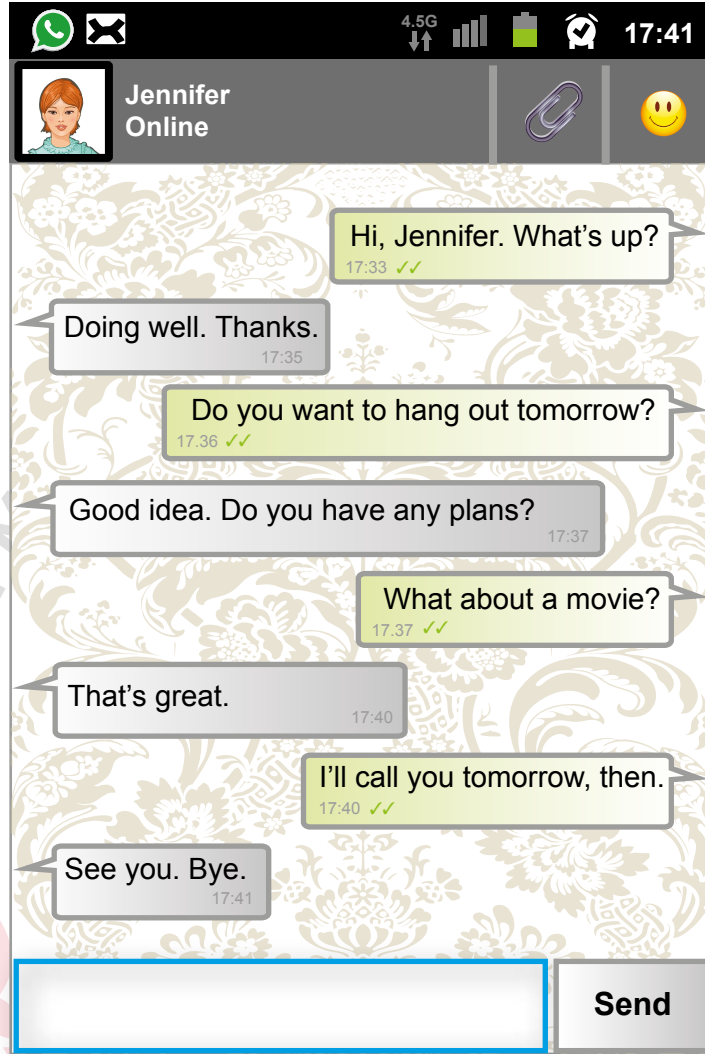 4.5G 17:41
Jennifer
Online
Hi, Jennifer. What's up?
17:33 ✓✓
Doing well. Thanks.
17:35
Do you want to hang out tomorrow?
17.36 ✓✓
Good idea. Do you have any plans?
17:37
What about a movie?
17.37 ✓✓
That's great.
17:40
I'll call you tomorrow, then.
17:40 ✓✓
See you. Bye.
17:41
Send